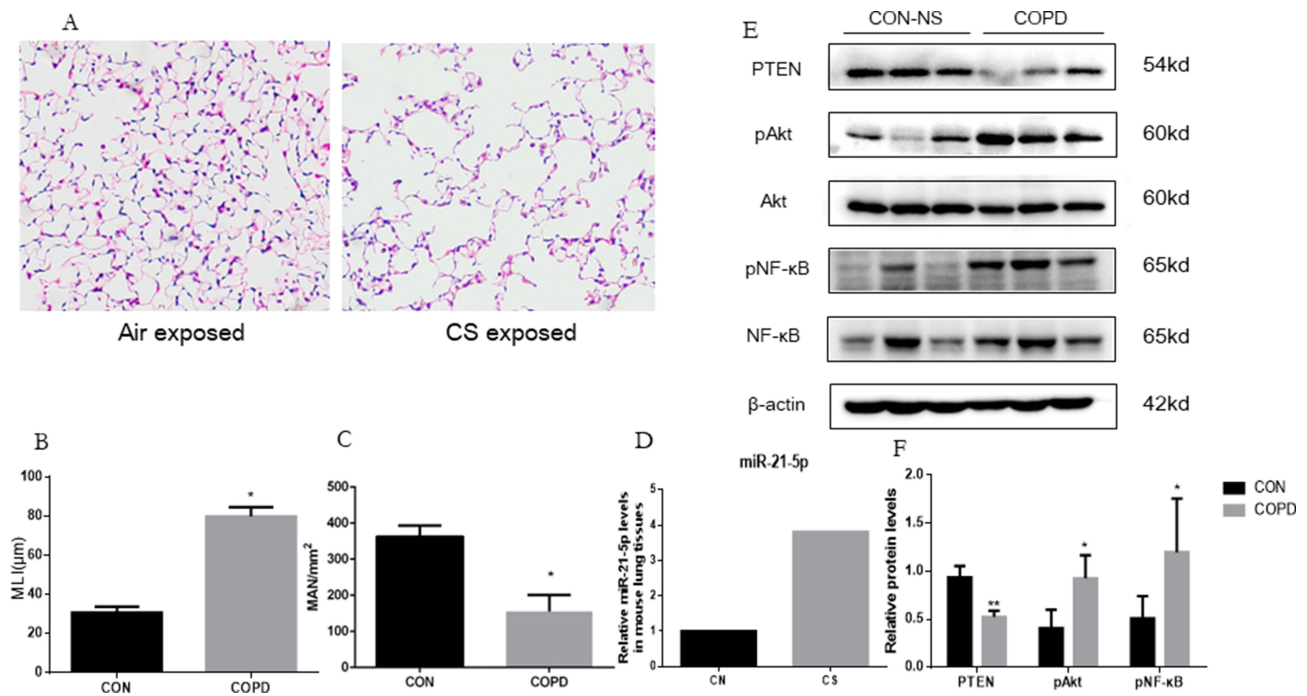 A
Air exposed
CS exposed
E
CON-NS
COPD
PTEN
54kd
pAkt
60kd
Akt
60kd
pNF-κB
65kd
NF-κB
65kd
β-actin
42kd
B
MLI(μm)
100
80
60
40
20
0
*
CON
COPD
C
MAN/mm²
500
400
300
200
100
0
*
CON
COPD
D
miR-21-5p
Relative miR-21-5p levels
in mouse lung tissues
5
4
3
2
1
0
CN
CS
F
Relative protein levels
2.0
1.5
1.0
0.5
0.0
**
*
*
PTEN
pAkt
pNF-κB
CON
COPD